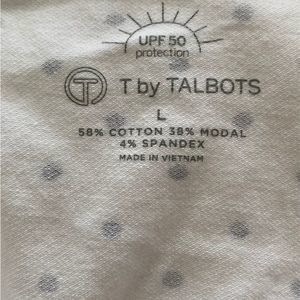 UPF 50
protection
T by TALBOTS
L
58% COTTON 38% MODAL
4% SPANDEX
MADE IN VIETNAM